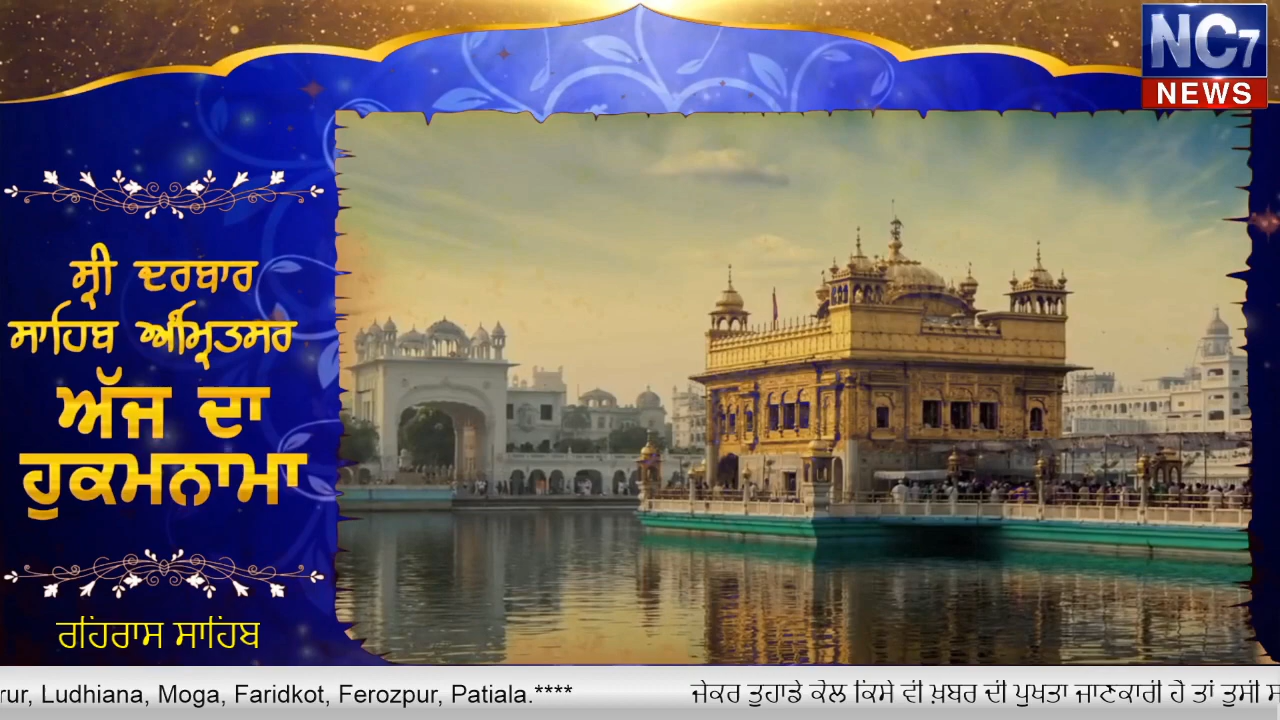 NC7
NEWS
ਸ੍ਰੀ ਦਰਬਾਰ
ਸਾਹਿਬ ਅੰਮ੍ਰਿਤਸਰ
ਅੱਜ ਦਾ
ਹੁਕਮਨਾਮਾ
ਰਹਿਰਾਸ ਸਾਹਿਬ
rur, Ludhiana, Moga, Faridkot, Ferozpur, Patiala.**** ਜੇਕਰ ਤੁਹਾਡੇ ਕੋਲ ਕਿਸੇ ਵੀ ਖ਼ਬਰ ਦੀ ਪੁਖਤਾ ਜਾਣਕਾਰੀ ਹੈ ਤਾਂ ਤੁਸੀ